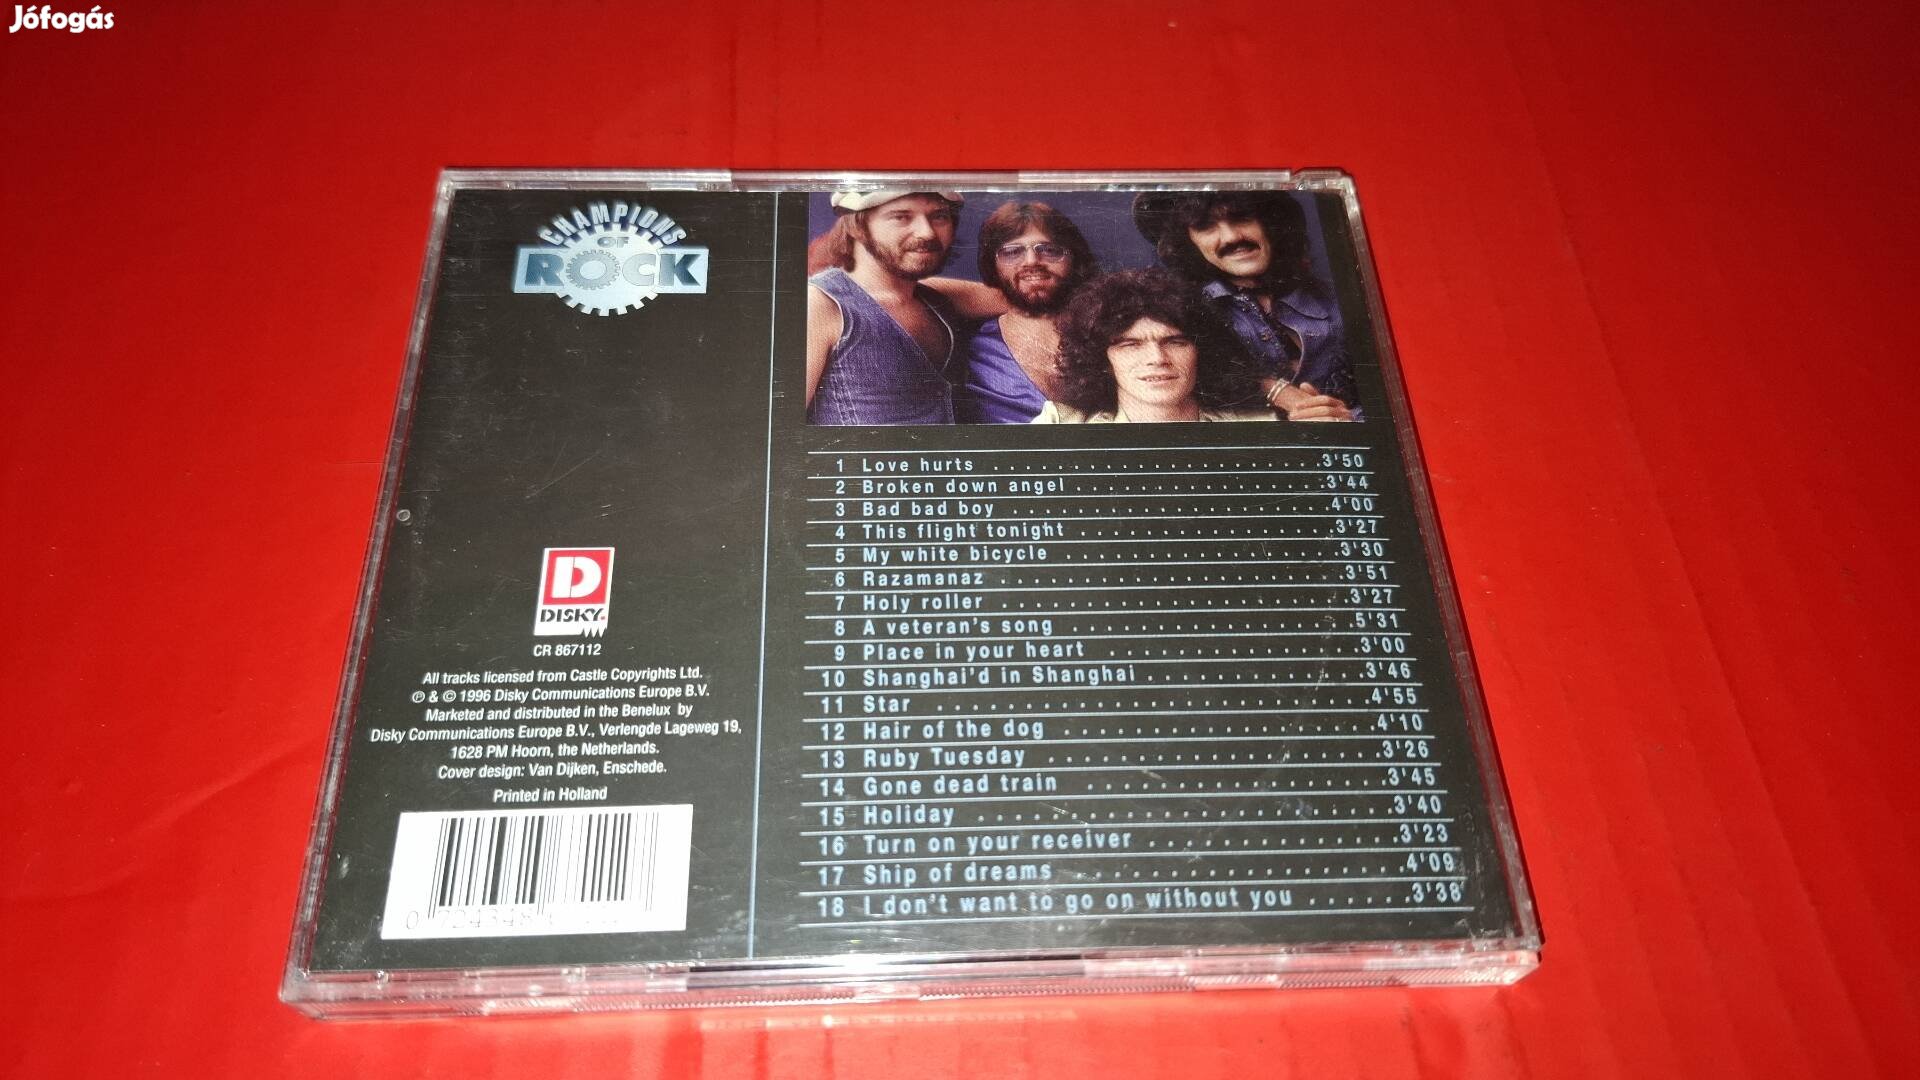 Jófogás
CHAMPIONS
OF
ROCK
D
DISKY.
CR 867112
All tracks licensed from Castle Copyrights Ltd.
℗ & © 1996 Disky Communications Europe B.V.
Marketed and distributed in the Benelux by
Disky Communications Europe B.V., Verlengde Lageweg 19,
1628 PM Hoorn, the Netherlands.
Cover design: Van Dijken, Enschede.
Printed in Holland
0 724348
1 Love hurts 3'50
2 Broken down angel 3'44
3 Bad bad boy 4'00
4 This flight tonight 3'27
5 My white bicycle 3'30
6 Razamanaz 3'51
7 Holy roller 3'27
8 A veteran's song 5'31
9 Place in your heart 3'00
10 Shanghai'd in Shanghai 3'46
11 Star 4'55
12 Hair of the dog 4'10
13 Ruby Tuesday 3'26
14 Gone dead train 3'45
15 Holiday 3'40
16 Turn on your receiver 3'23
17 Ship of dreams 4'09
18 I don't want to go on without you 3'38